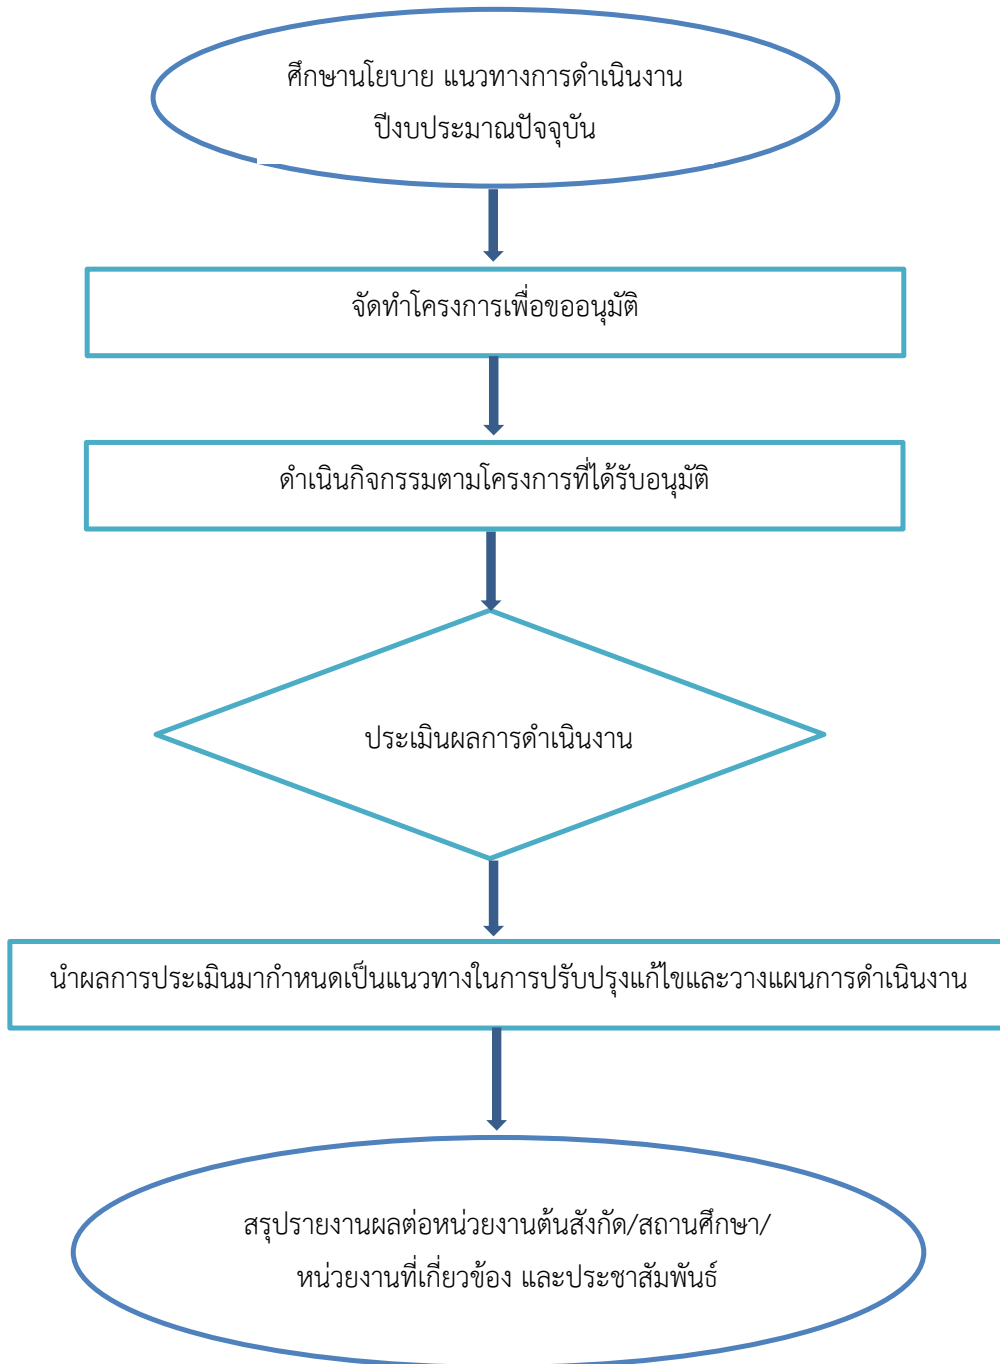 ศึกษานโยบาย แนวทางการดำเนินงาน
ปีงบประมาณปัจจุบัน
จัดทำโครงการเพื่อขออนุมัติ
ดำเนินกิจกรรมตามโครงการที่ได้รับอนุมัติ
ประเมินผลการดำเนินงาน
นำผลการประเมินมากำหนดเป็นแนวทางในการปรับปรุงแก้ไขและวางแผนการดำเนินงาน
สรุปรายงานผลต่อหน่วยงานต้นสังกัด/สถานศึกษา/
หน่วยงานที่เกี่ยวข้อง และประชาสัมพันธ์